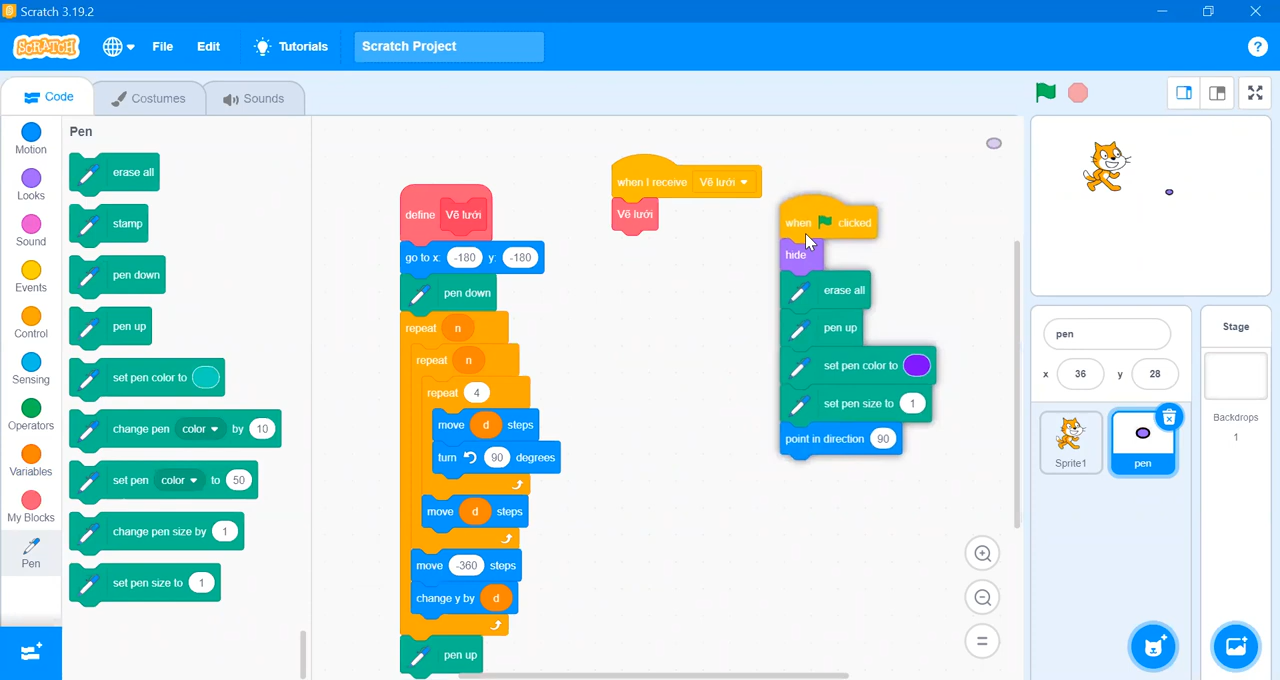 Scratch 3.19.2
SCRATCH File Edit Tutorials Scratch Project ?
Code Costumes Sounds
Motion
Looks
Sound
Events
Control
Sensing
Operators
Variables
My Blocks
Pen
Pen
erase all
stamp
pen down
pen up
set pen color to
change pen color by 10
set pen color to 50
change pen size by 1
set pen size to 1
define Vẽ lưới
go to x: -180 y: -180
pen down
repeat n
repeat n
repeat 4
move d steps
turn 90 degrees
move d steps
move -360 steps
change y by d
pen up
when I receive Vẽ lưới
Vẽ lưới
when clicked
hide
erase all
pen up
set pen color to
set pen size to 1
point in direction 90
pen
x 36 y 28
Sprite1
pen
Stage
Backdrops
1